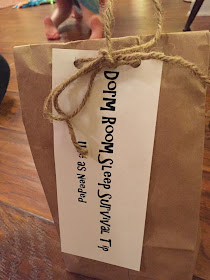 Dorm Room Sleep Survival Tip
Use as Needed